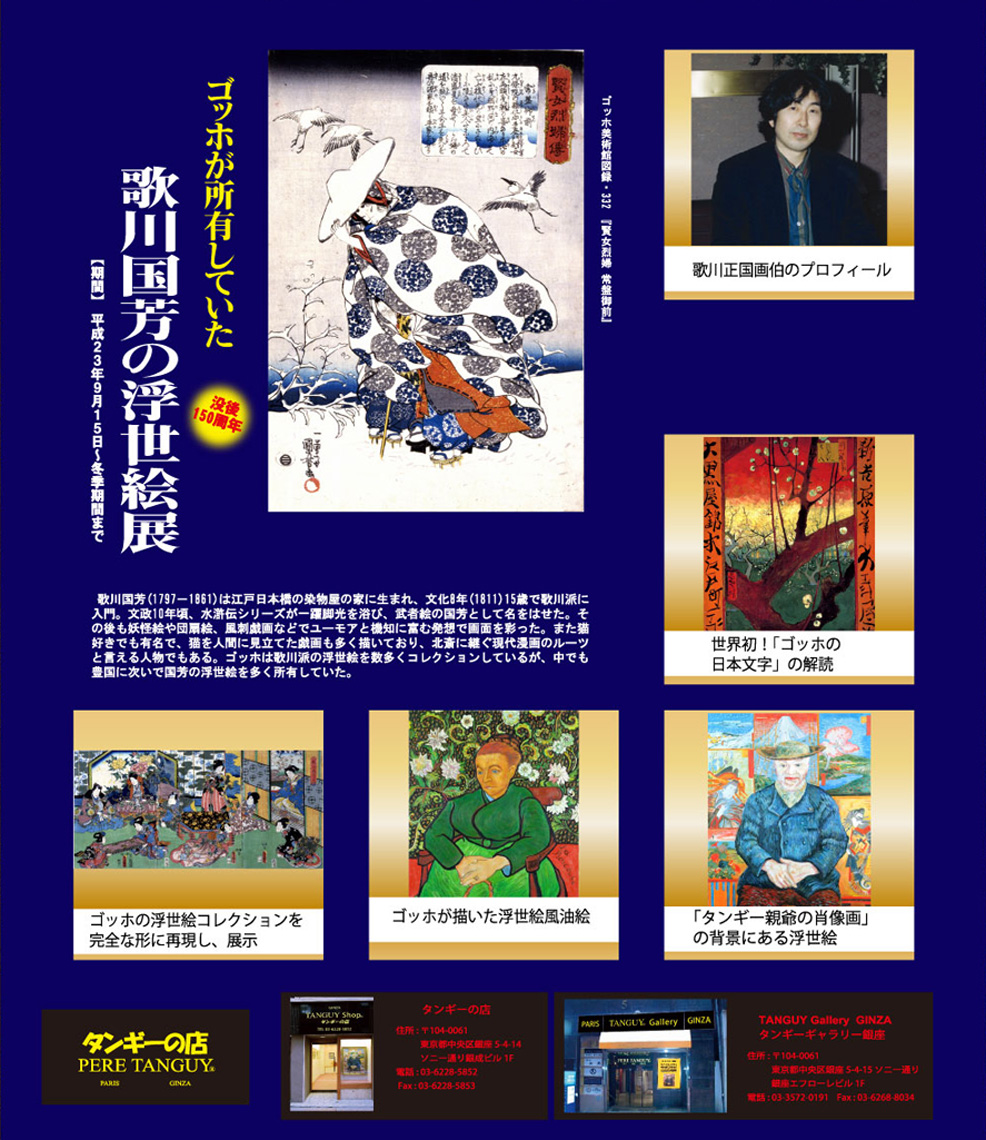 ゴッホが所有していた
歌川国芳の浮世絵展
【期間】 平成23年9月15日~冬季期間まで
没後
150周年
賢女烈婦傳
ゴッホ美術館図録・332 『賢女烈婦 常盤御前』
歌川正国画伯のプロフィール
世界初！「ゴッホの
日本文字」の解読
歌川国芳(1797ー1861)は江戸日本橋の染物屋の家に生まれ、文化8年(1811)15歳で歌川派に
入門。文政10年頃、水滸伝シリーズが一躍脚光を浴び、武者絵の国芳として名をはせた。そ
の後も妖怪絵や団扇絵、風刺戯画などでユーモアと機知に富む発想で画面を彩った。また猫
好きでも有名で、猫を人間に見立てた戯画も多く描いており、北斎に継ぐ現代漫画のルーツ
と言える人物でもある。ゴッホは歌川派の浮世絵を数多くコレクションしているが、中でも
豊国に次いで国芳の浮世絵を多く所有していた。
ゴッホの浮世絵コレクションを
完全な形に再現し、展示
ゴッホが描いた浮世絵風油絵
「タンギー親爺の肖像画」
の背景にある浮世絵
タンギーの店
PERE TANGUY®
PARIS GINZA
TANGUY Shop.
タンギーの店
TEL 03-6228-5852
タンギーの店
住所：〒104-0061
東京都中央区銀座 5-4-14
ソニー通り銀成ビル 1F
電話：03-6228-5852
Fax：03-6228-5853
PARIS TANGUY. Gallery GINZA
PERE TANGUY
TANGUY Gallery GINZA
タンギーギャラリー銀座
住所：〒104-0061
東京都中央区銀座 5-4-15 ソニー通り
銀座エフローレビル 1F
電話：03-3572-0191 Fax：03-6268-8034